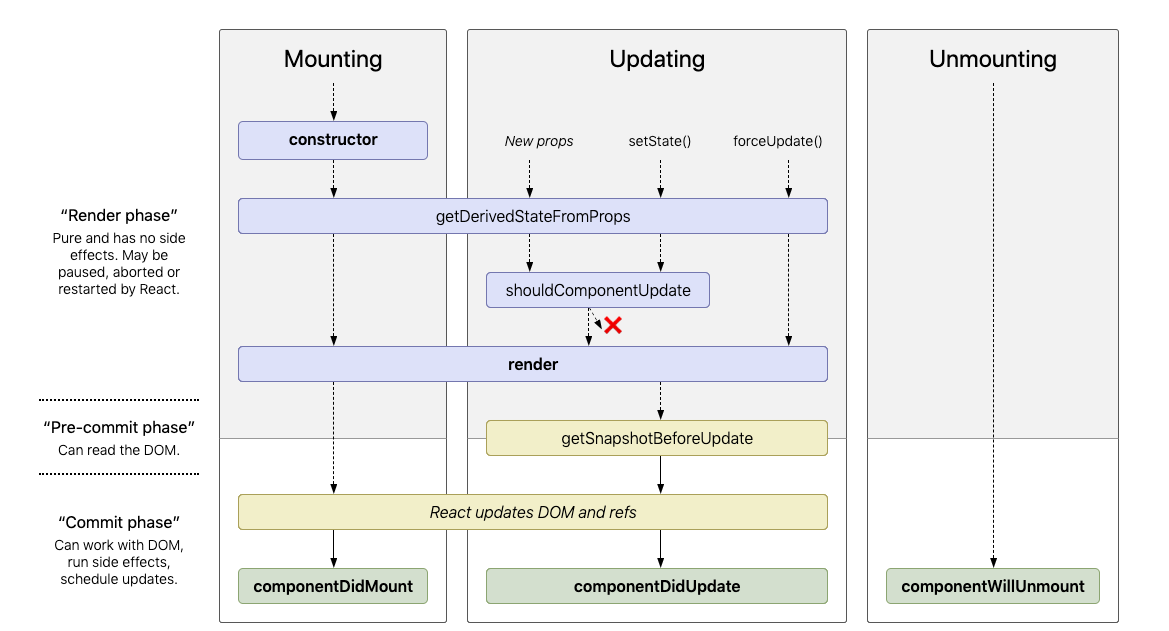 Mounting
Updating
Unmounting
constructor
New props
setState()
forceUpdate()
“Render phase”
Pure and has no side
effects. May be
paused, aborted or
restarted by React.
getDerivedStateFromProps
shouldComponentUpdate
render
“Pre-commit phase”
Can read the DOM.
getSnapshotBeforeUpdate
“Commit phase”
Can work with DOM,
run side effects,
schedule updates.
React updates DOM and refs
componentDidMount
componentDidUpdate
componentWillUnmount